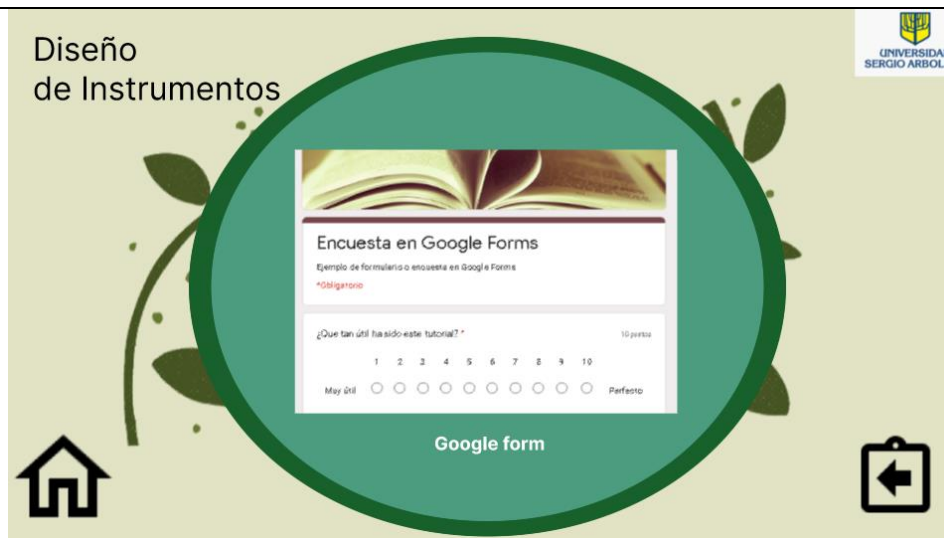 Diseño
de Instrumentos
UNIVERSIDA
SERGIO ARBOL
Encuesta en Google Forms
Ejemplo de formulario o encuesta en Google Forms
*Obligatorio
¿Que tan útil ha sido este tutorial? *
10 puntos
1 2 3 4 5 6 7 8 9 10
Muy útil
Perfecto
Google form